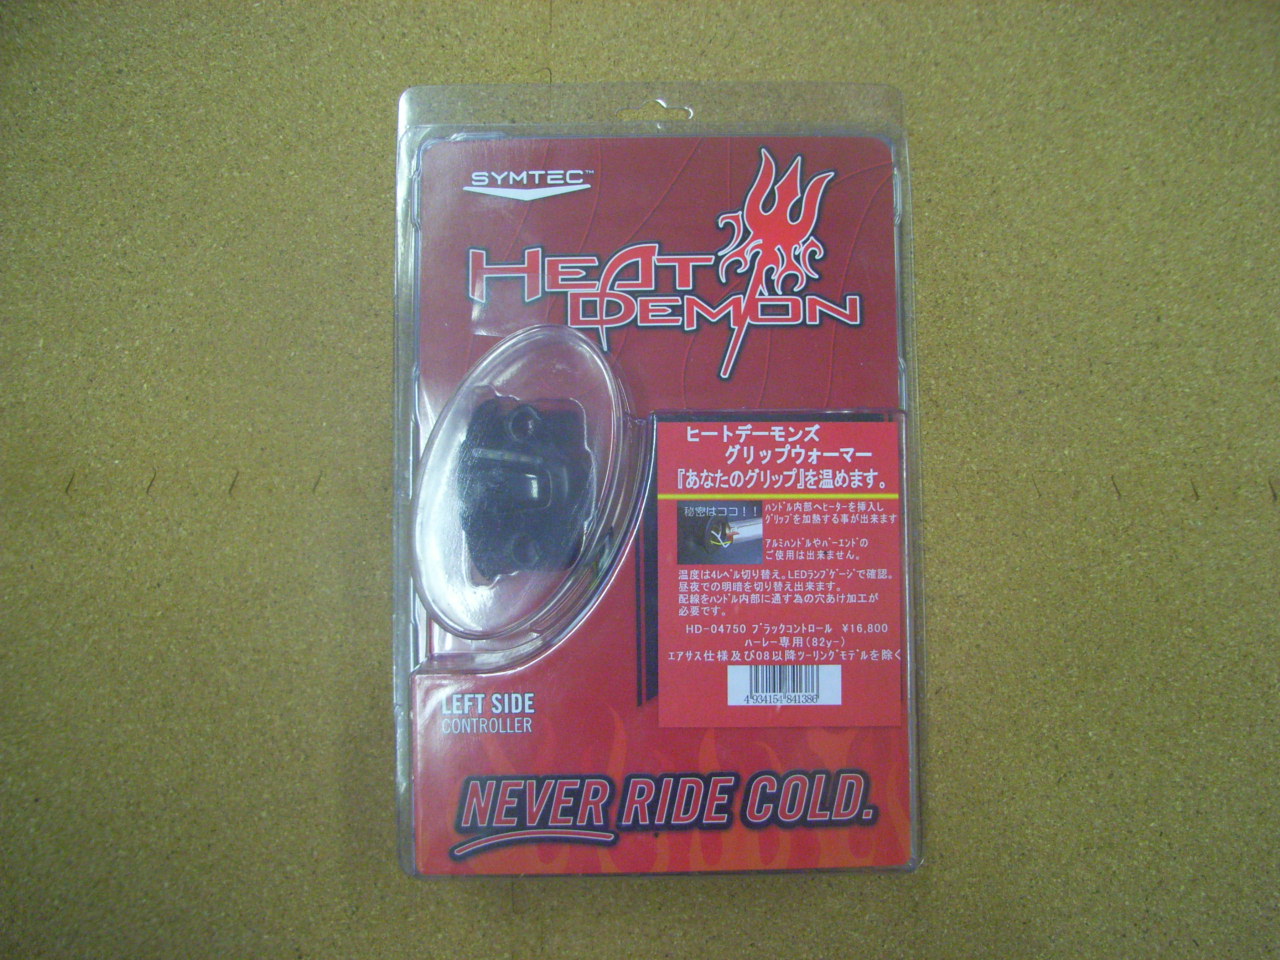 SYMTEC™
HEAT
DEMON
ヒートデーモンズ
グリップウォーマー
『あなたのグリップ』を温めます。
秘密はココ！！
ﾊﾝﾄﾞﾙ内部へﾋｰﾀｰを挿入し
ｸﾞﾘｯﾌﾟを加熱する事が出来ます
ｱﾙﾐﾊﾝﾄﾞﾙやﾊﾞｰｴﾝﾄﾞの
ご使用は出来ません。
温度は4ﾚﾍﾞﾙ切り替え。LEDﾗﾝﾌﾟｹﾞｰｼﾞで確認。
昼夜での明暗を切り替え出来ます。
配線をﾊﾝﾄﾞﾙ内部に通す為の穴あけ加工が
必要です。
HD-04750 ﾌﾞﾗｯｸｺﾝﾄﾛｰﾙ ¥16,800
ﾊｰﾚｰ専用(82y-)
ｴｱｻｽ仕様及び08以降ﾂｰﾘﾝｸﾞﾓﾃﾞﾙを除く
4 934154 841386
LEFT SIDE
CONTROLLER
NEVER RIDE COLD.